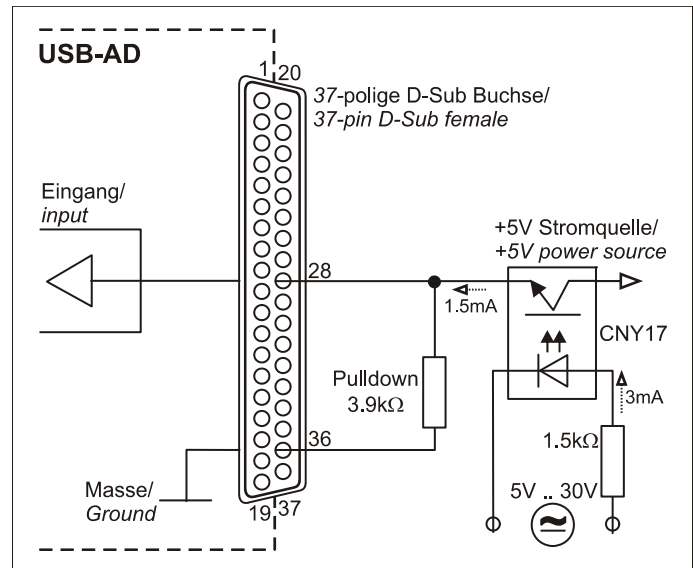 USB-AD
1 20
37-polige D-Sub Buchse/
37-pin D-Sub female
Eingang/
input
+5V Stromquelle/
+5V power source
28
1.5mA
CNY17
Pulldown
3.9kΩ
3mA
36
1.5kΩ
Masse/
Ground
5V .. 30V
19 37